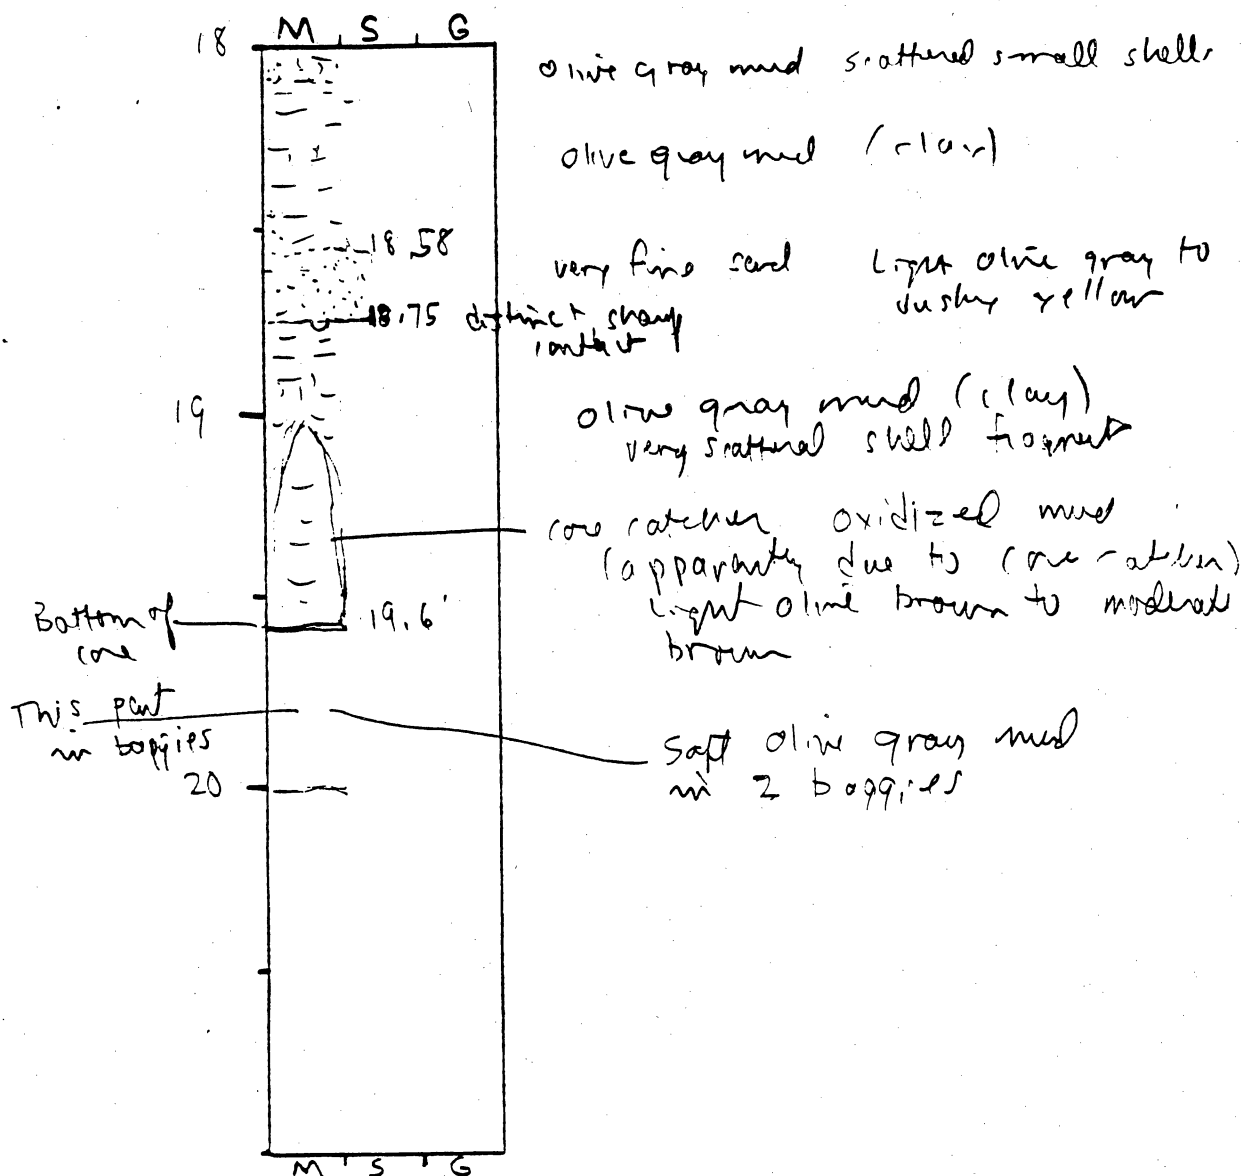 M S G
18
olive gray mud scattered small shells
olive gray mud (clay)
18.58
very fine sand Light olive gray to
dusky yellow
18.75 distinct sharp
contact
19
olive gray mud (clay)
very scattered shell fragments
core catcher oxidized mud
(apparently due to core catcher)
Light olive brown to moderate
brown
Bottom of
core
19.6'
This part
in baggies
Soft olive gray mud
in 2 baggies
20
M S G